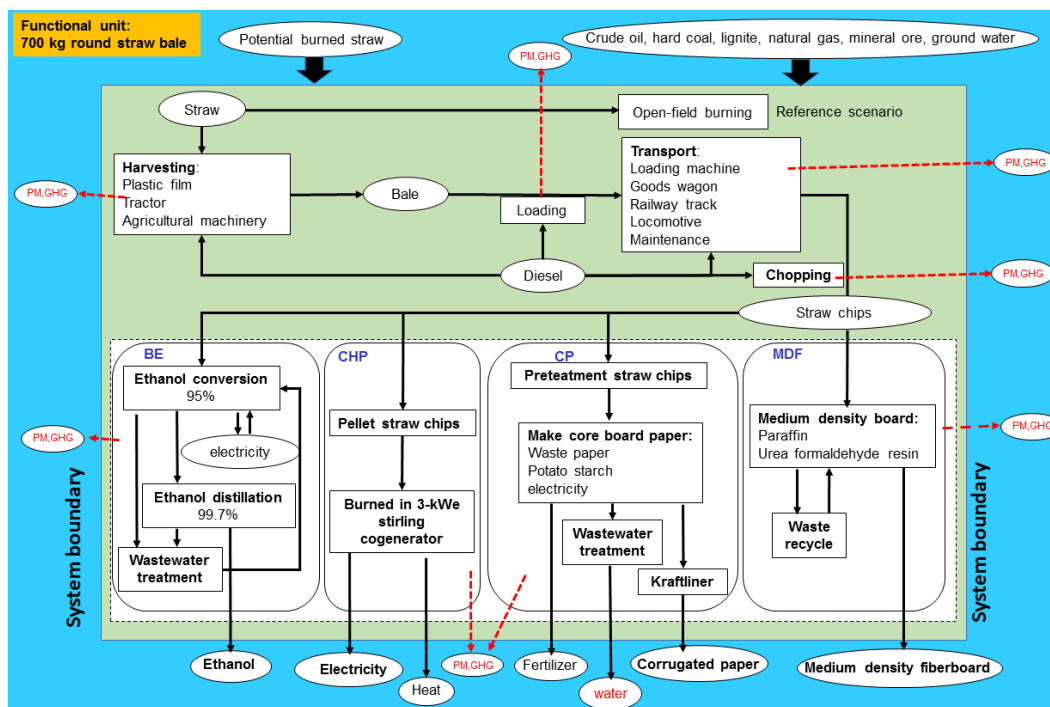 Functional unit:
700 kg round straw bale
Potential burned straw
PM,GHG
Crude oil, hard coal, lignite, natural gas, mineral ore, ground water
Straw
Open-field burning
Reference scenario
Harvesting:
Plastic film
Tractor
Agricultural machinery
PM,GHG
Bale
Loading
Transport:
Loading machine
Goods wagon
Railway track
Locomotive
Maintenance
PM,GHG
Diesel
Chopping
PM,GHG
Straw chips
BE
Ethanol conversion
95%
electricity
Ethanol distillation
99.7%
Wastewater treatment
CHP
Pellet straw chips
Burned in 3-kWe
stirling
cogenerator
CP
Pretreatment straw chips
Make core board paper:
Waste paper
Potato starch
electricity
Wastewater
treatment
Kraftliner
MDF
Medium density board:
Paraffin
Urea formaldehyde resin
Waste
recycle
PM,GHG
PM,GHG
System boundary
System boundary
Ethanol
Electricity
Heat
PM,GHG
Fertilizer
water
Corrugated paper
Medium density fiberboard